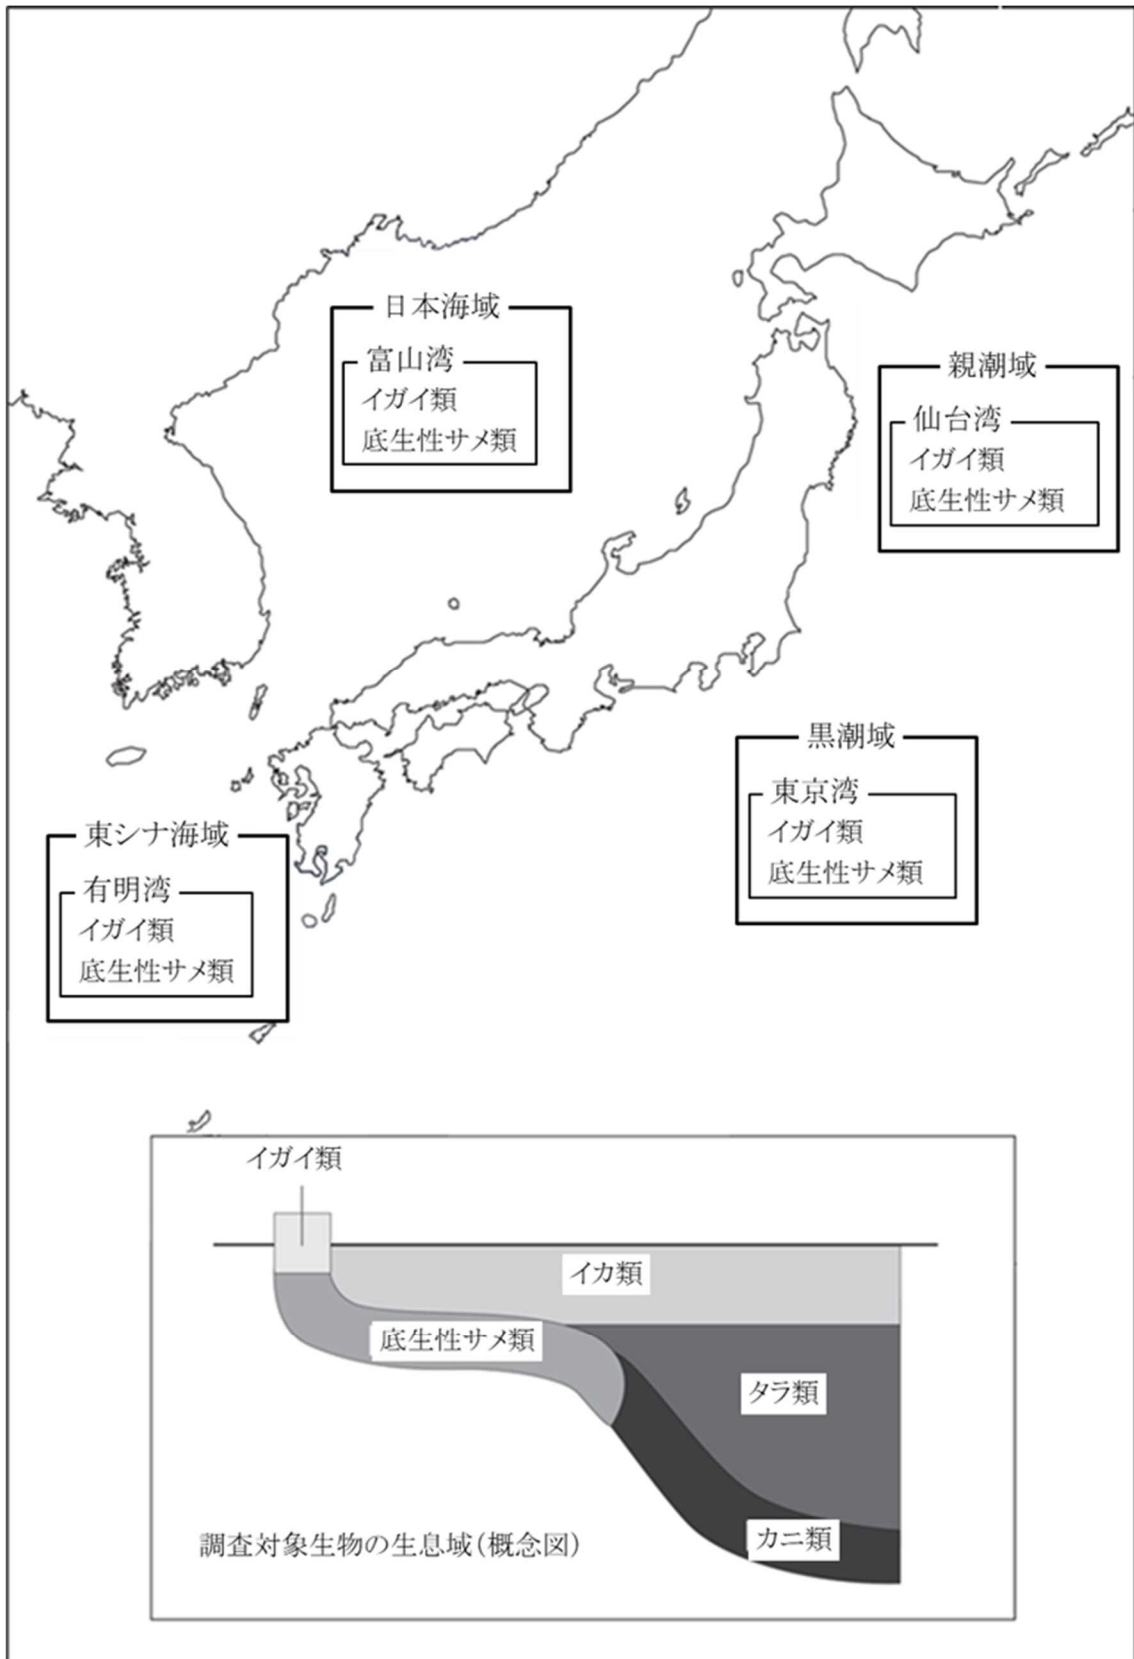 日本海域
富山湾
イガイ類
底生性サメ類
親潮域
仙台湾
イガイ類
底生性サメ類
黒潮域
東京湾
イガイ類
底生性サメ類
東シナ海域
有明湾
イガイ類
底生性サメ類
イガイ類
イカ類
底生性サメ類
タラ類
カニ類
調査対象生物の生息域(概念図)